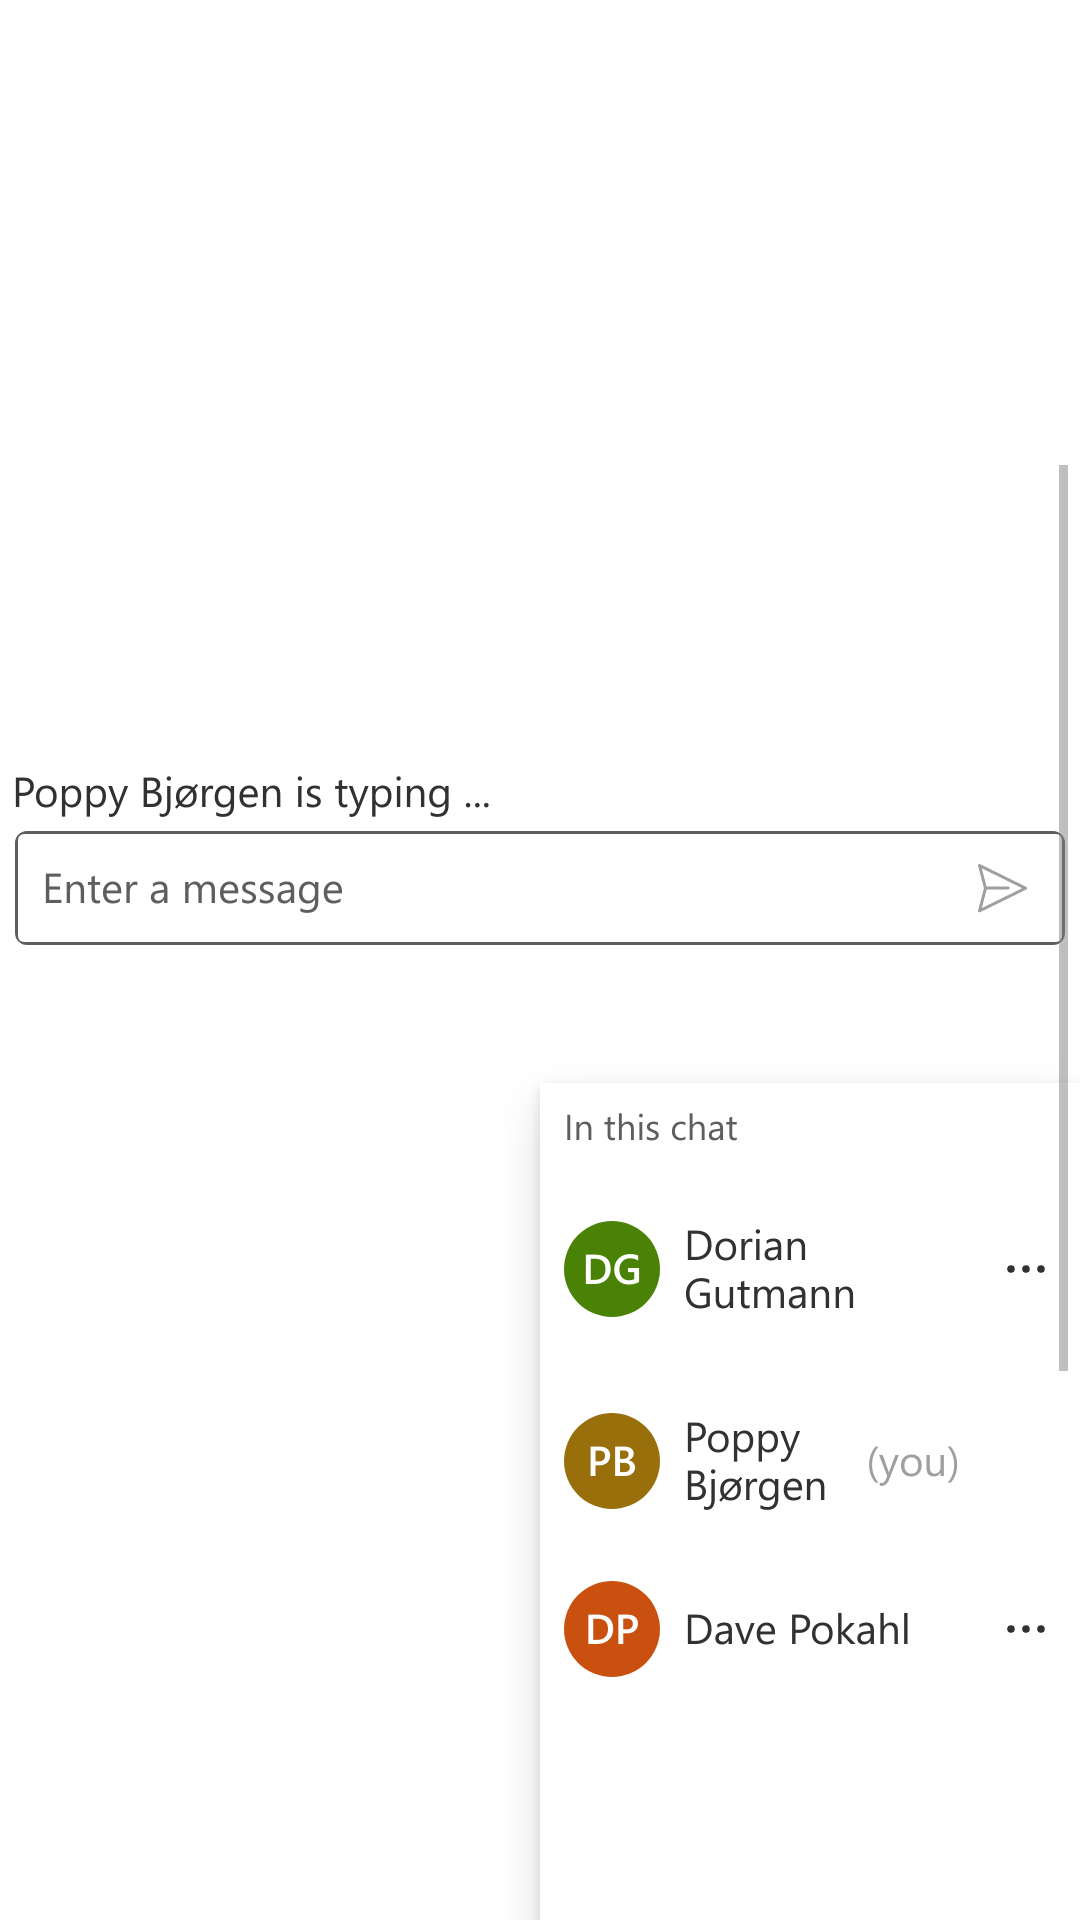 Poppy Bjørgen is typing ...
Enter a message
In this chat
DG
Dorian
Gutmann
PB
Poppy
Bjørgen
(you)
DP
Dave Pokahl